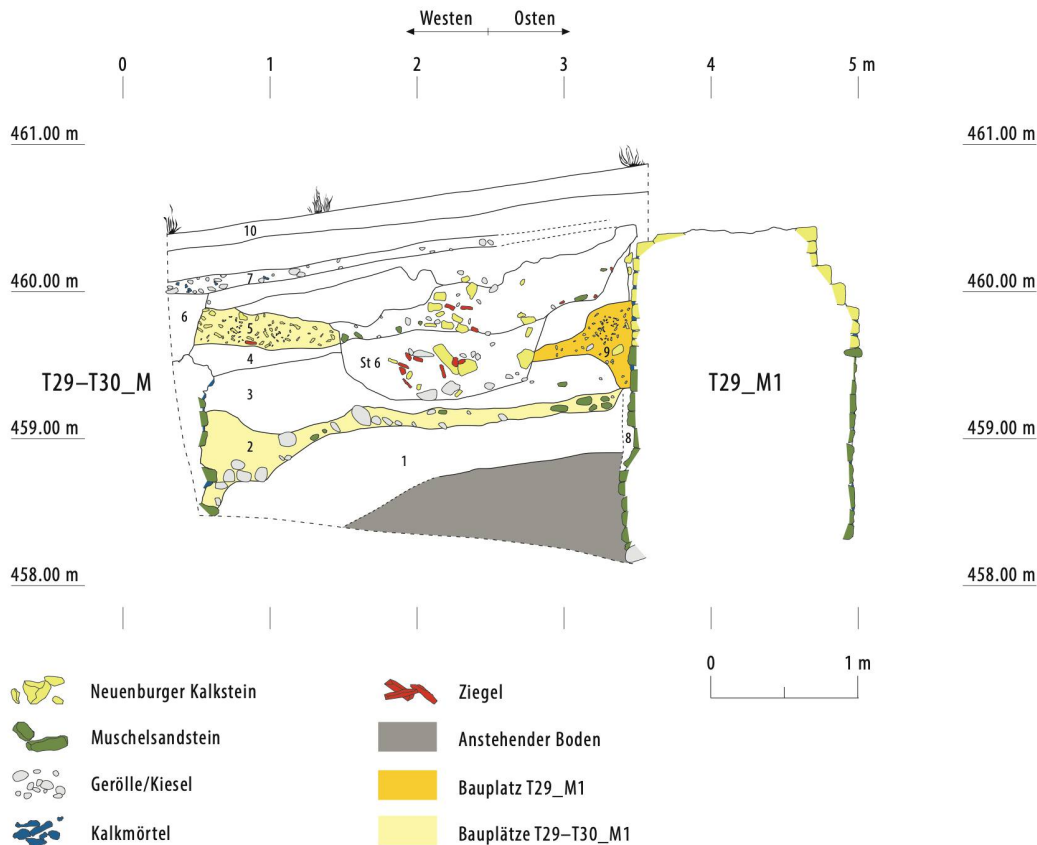 Westen Osten
0 1 2 3 4 5 m
461.00 m 461.00 m
10
460.00 m 7 460.00 m
6
5
St 6 9
4
T29–T30_M T29_M1
3
459.00 m 2 8 459.00 m
1
458.00 m 458.00 m
0 1 m
Neuenburger Kalkstein Ziegel
Muschelsandstein Anstehender Boden
Gerölle/Kiesel Bauplatz T29_M1
Kalkmörtel Bauplätze T29–T30_M1